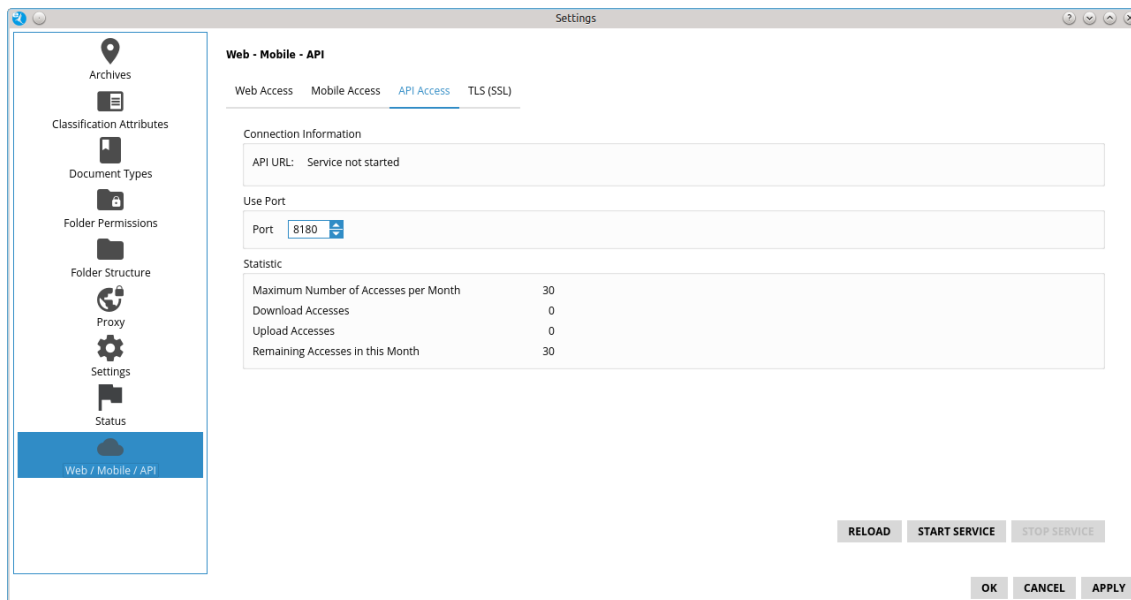 Settings
Archives
Classification Attributes
Document Types
Folder Permissions
Folder Structure
Proxy
Settings
Status
Web / Mobile / API
Web - Mobile - API
Web Access Mobile Access API Access TLS (SSL)
Connection Information
API URL: Service not started
Use Port
Port 8180
Statistic
Maximum Number of Accesses per Month 30
Download Accesses 0
Upload Accesses 0
Remaining Accesses in this Month 30
RELOAD START SERVICE STOP SERVICE
OK CANCEL APPLY